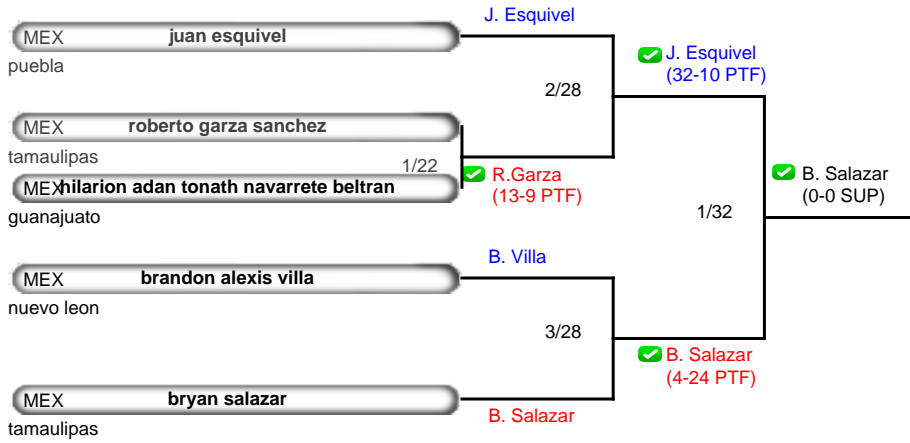 J. Esquivel
MEX juan esquivel
puebla
J. Esquivel
(32-10 PTF)
2/28
MEX roberto garza sanchez
tamaulipas
1/22
R.Garza
(13-9 PTF)
MEX hilarion adan tonath navarrete beltran
guanajuato
B. Salazar
(0-0 SUP)
1/32
B. Villa
MEX brandon alexis villa
nuevo leon
3/28
B. Salazar
(4-24 PTF)
MEX bryan salazar
tamaulipas
B. Salazar